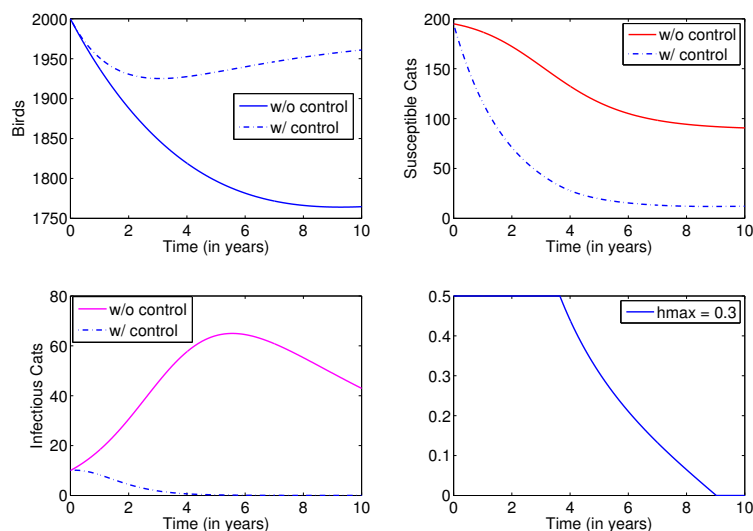 2000
1950
1900
1850
1800
1750
Birds
w/o control
w/ control
0 2 4 6 8 10
Time (in years)
200
150
100
50
0
Susceptible Cats
w/o control
w/ control
0 2 4 6 8 10
Time (in years)
80
60
40
20
0
Infectious Cats
w/o control
w/ control
0 2 4 6 8 10
Time (in years)
0.5
0.4
0.3
0.2
0.1
0
hmax = 0.3
0 2 4 6 8 10
Time (in years)